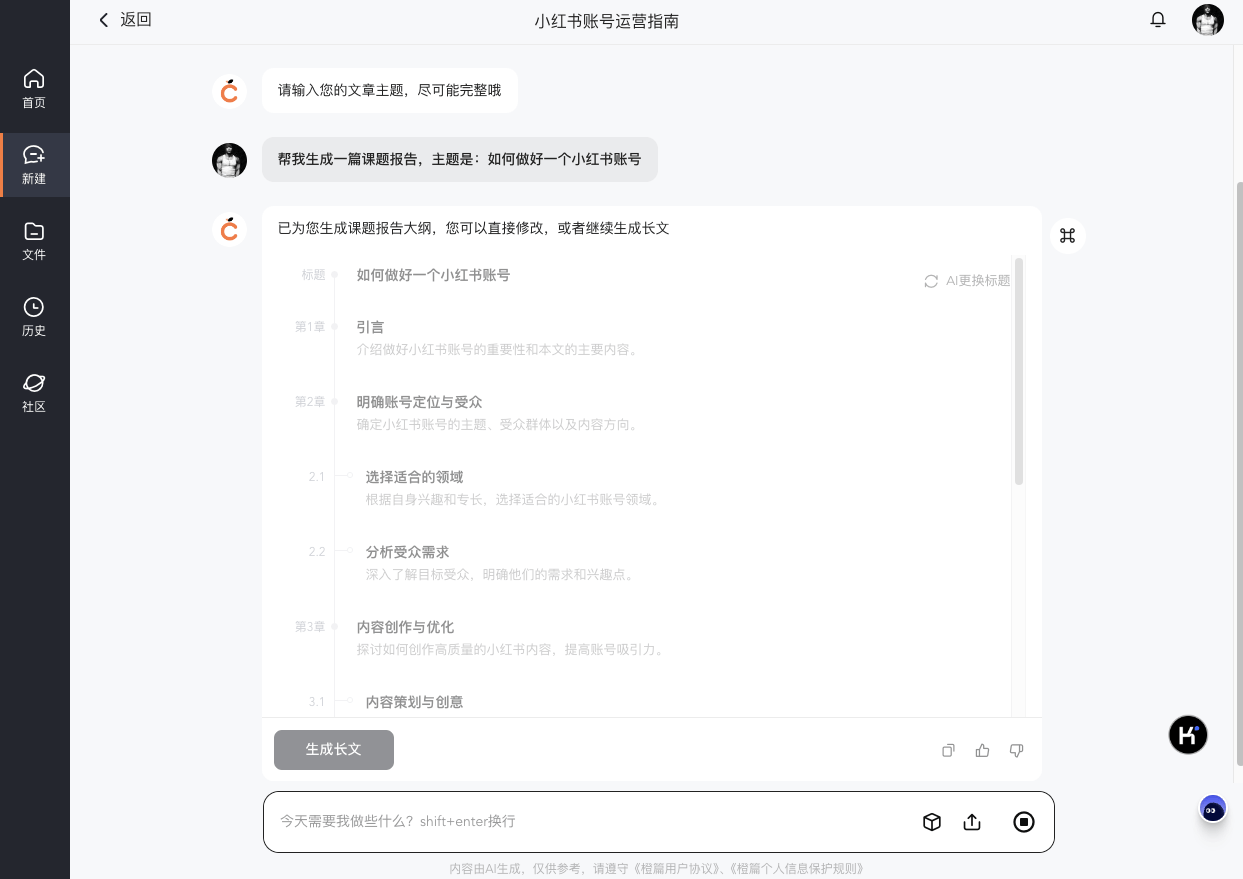 返回
小红书账号运营指南
首页
新建
文件
历史
社区
请输入您的文章主题，尽可能完整哦
帮我生成一篇课题报告，主题是：如何做好一个小红书账号
已为您生成课题报告大纲，您可以直接修改，或者继续生成长文
标题 如何做好一个小红书账号
AI更换标题
第1章 引言
介绍做好小红书账号的重要性和本文的主要内容。
第2章 明确账号定位与受众
确定小红书账号的主题、受众群体以及内容方向。
2.1 选择适合的领域
根据自身兴趣和专长，选择适合的小红书账号领域。
2.2 分析受众需求
深入了解目标受众，明确他们的需求和兴趣点。
第3章 内容创作与优化
探讨如何创作高质量的小红书内容，提高账号吸引力。
3.1 内容策划与创意
生成长文
今天需要我做些什么？shift+enter换行
内容由AI生成，仅供参考，请遵守《橙篇用户协议》、《橙篇个人信息保护规则》